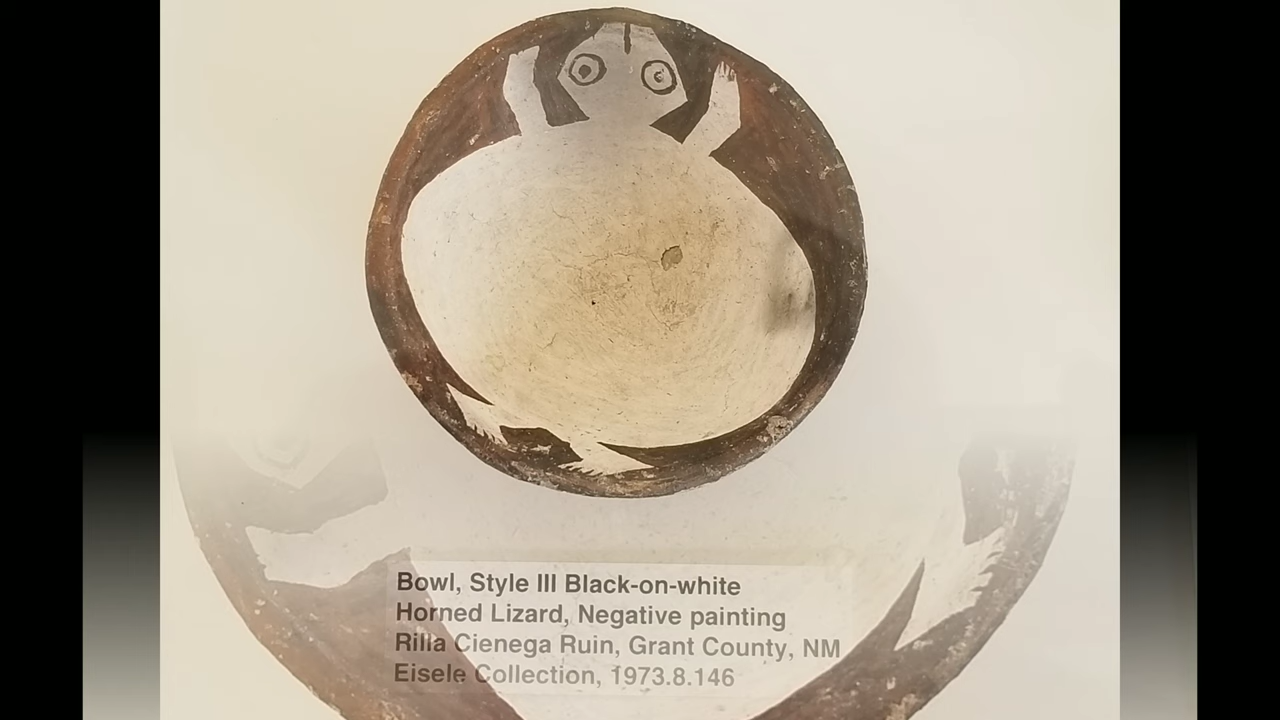 Bowl, Style III Black-on-white
Horned Lizard, Negative painting
Rilla Cienega Ruin, Grant County, NM
Eisele Collection, 1973.8.146